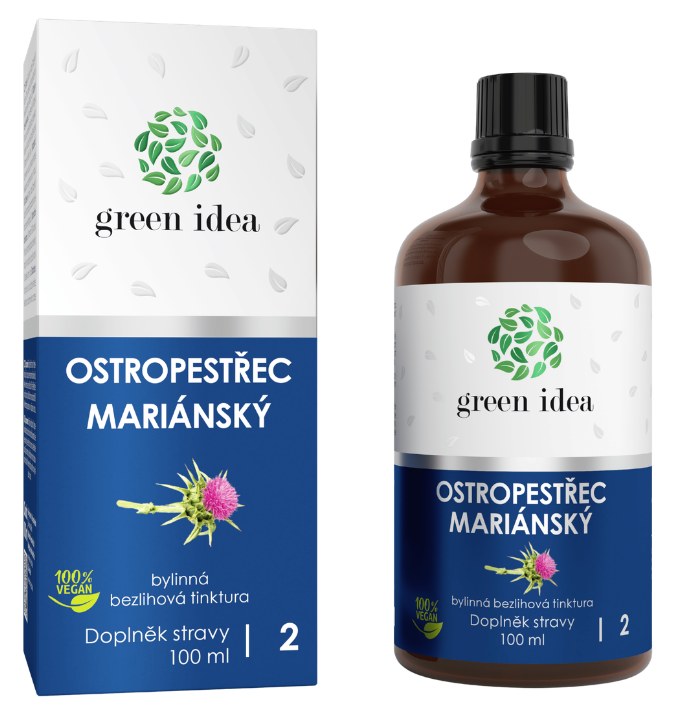 green idea
OSTROPESTŘEC
MARIÁNSKÝ
100%
VEGAN
bylinná
bezlihová tinktura
Doplněk stravy
100 ml
2
green idea
OSTROPESTŘEC
MARIÁNSKÝ
100%
VEGAN
bylinná bezlihová tinktura
Doplněk stravy
100 ml
2